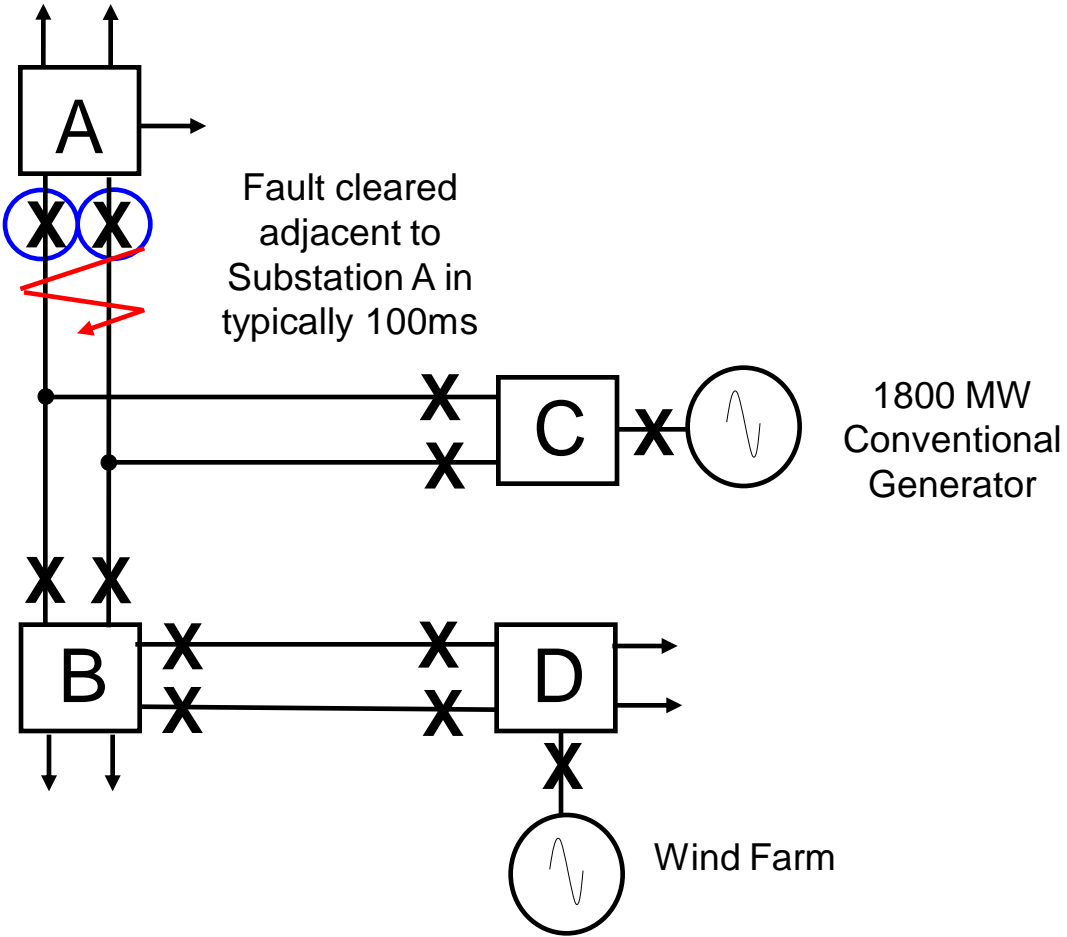 A
X X
Fault cleared
adjacent to
Substation A in
typically 100ms
X
C
X
X
1800 MW
Conventional
Generator
X X
B
X
X
X
X
D
X
Wind Farm